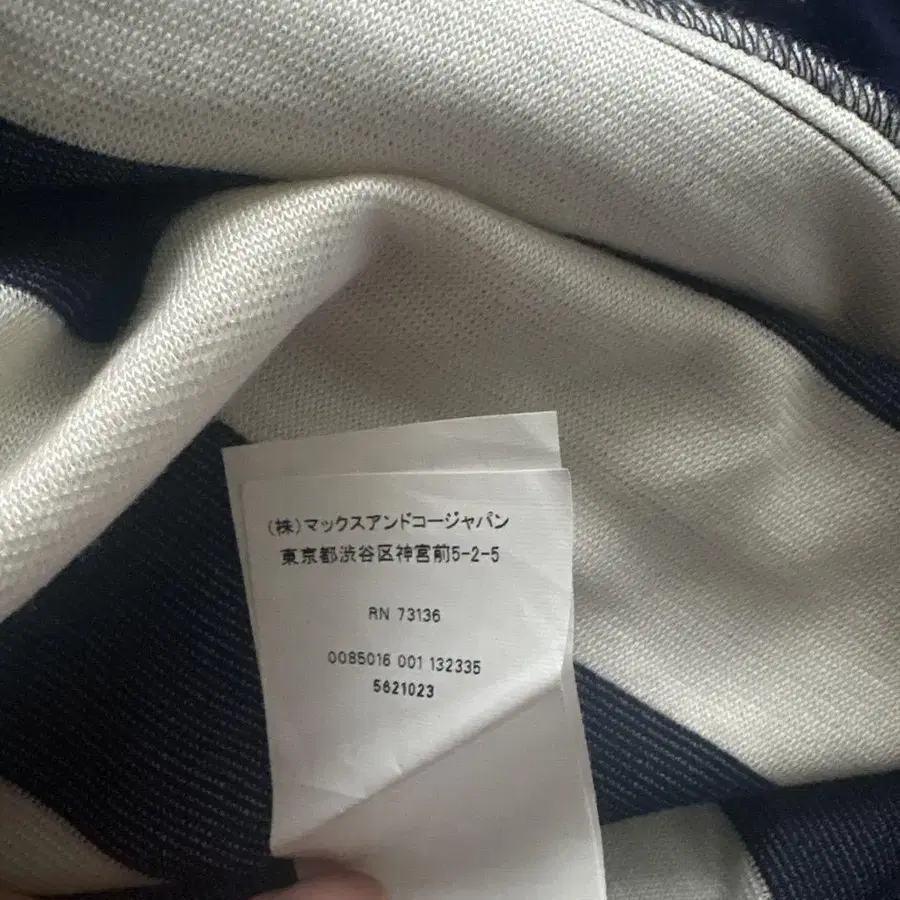 (株)マックスアンドコージャパン
東京都渋谷区神宮前5-2-5
RN 73136
0085016 001 132335
5621023